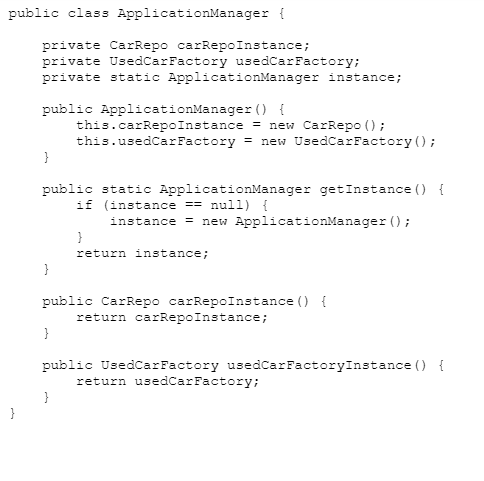 public class ApplicationManager {
    private CarRepo carRepoInstance;
    private UsedCarFactory usedCarFactory;
    private static ApplicationManager instance;
    public ApplicationManager() {
        this.carRepoInstance = new CarRepo();
        this.usedCarFactory = new UsedCarFactory();
    }
    public static ApplicationManager getInstance() {
        if (instance == null) {
            instance = new ApplicationManager();
        }
        return instance;
    }
    public CarRepo carRepoInstance() {
        return carRepoInstance;
    }
    public UsedCarFactory usedCarFactoryInstance() {
        return usedCarFactory;
    }
}